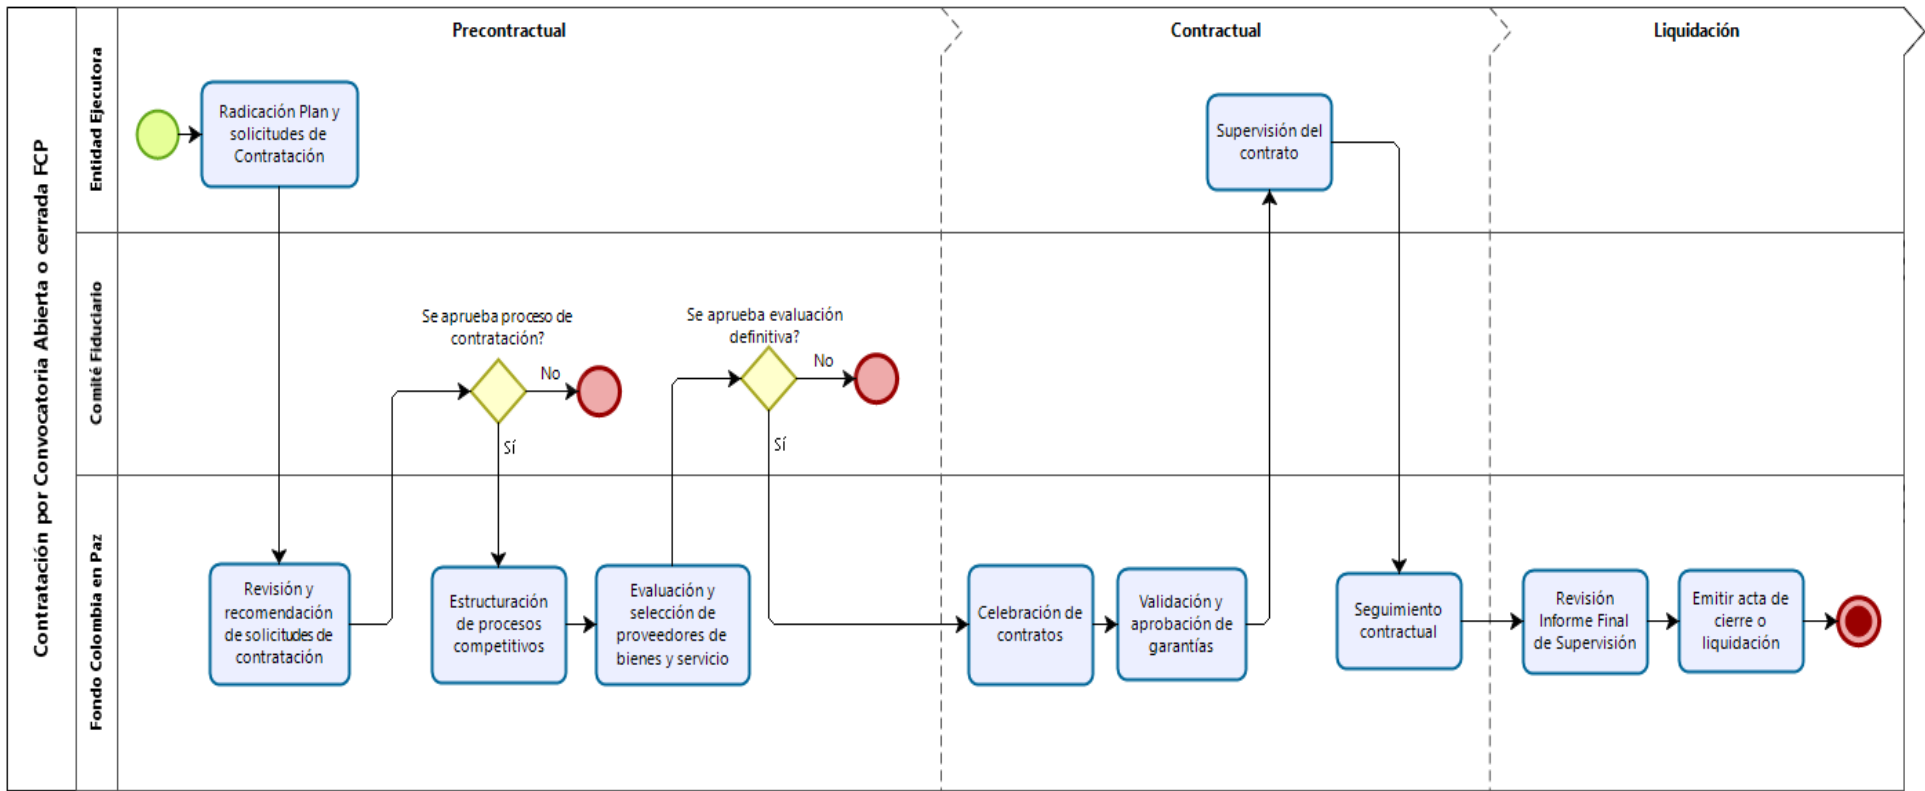 Contratación por Convocatoria Abierta o cerrada FCP
Precontractual
Contractual
Liquidación
Entidad Ejecutora
Radicación Plan y
solicitudes de
Contratación
Supervisión del
contrato
Comité Fiduciario
Se aprueba proceso de
contratación?
No
Sí
Se aprueba evaluación
definitiva?
No
Sí
Fondo Colombia en Paz
Revisión y
recomendación
de solicitudes de
contratación
Estructuración
de procesos
competitivos
Evaluación y
selección de
proveedores de
bienes y servicio
Celebración de
contratos
Validación y
aprobación de
garantías
Seguimiento
contractual
Revisión
Informe Final
de Supervisión
Emitir acta de
cierre o
liquidación